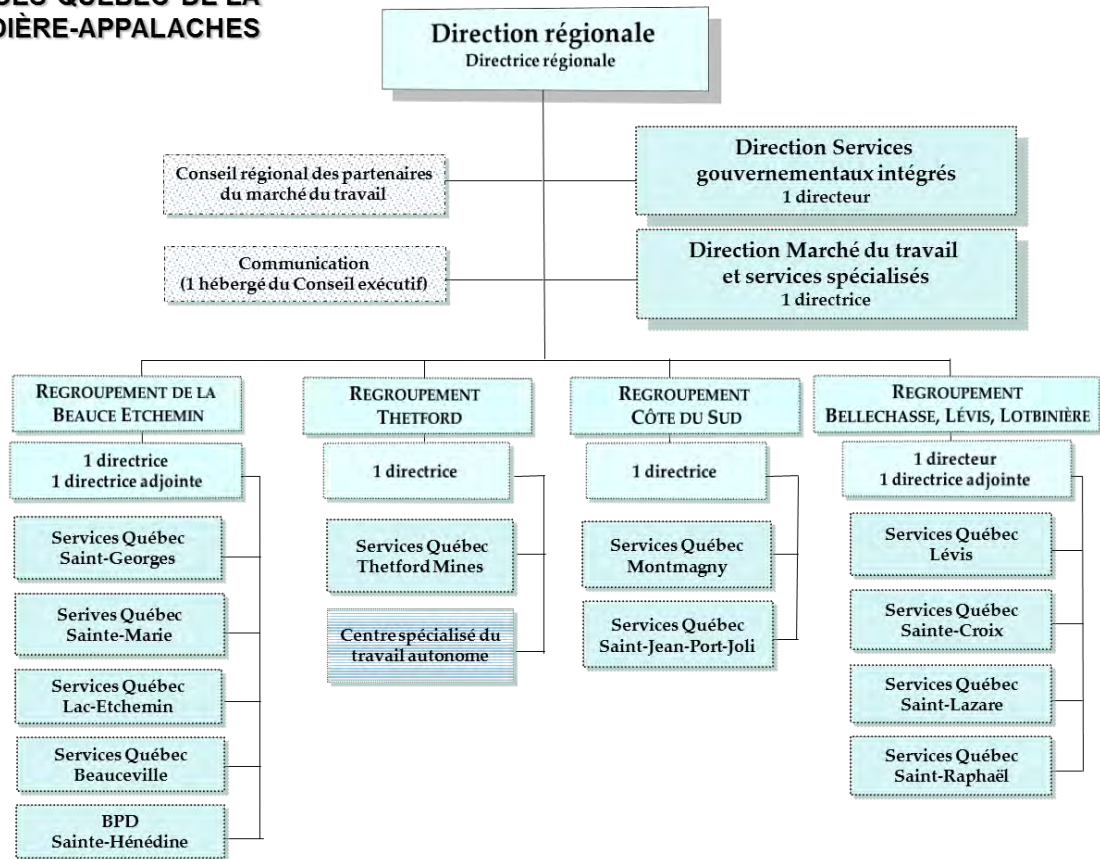 QUÉBEC DE LA
DIÈRE-APPALACHES
Direction régionale
Directrice régionale
Conseil régional des partenaires
du marché du travail
Direction Services
gouvernementaux intégrés
1 directeur
Communication
(1 hébergé du Conseil exécutif)
Direction Marché du travail
et services spécialisés
1 directrice
REGROUPEMENT DE LA
BEAUCE ETCHEMIN
1 directrice
1 directrice adjointe
Services Québec
Saint-Georges
Serives Québec
Sainte-Marie
Services Québec
Lac-Etchemin
Services Québec
Beauceville
BPD
Sainte-Hénédine
REGROUPEMENT
THETFORD
1 directrice
Services Québec
Thetford Mines
Centre spécialisé du
travail autonome
REGROUPEMENT
CÔTE DU SUD
1 directrice
Services Québec
Montmagny
Services Québec
Saint-Jean-Port-Joli
REGROUPEMENT
BELLECHASSE, LÉVIS, LOTBINIÈRE
1 directeur
1 directrice adjointe
Services Québec
Lévis
Services Québec
Sainte-Croix
Services Québec
Saint-Lazare
Services Québec
Saint-Raphaël